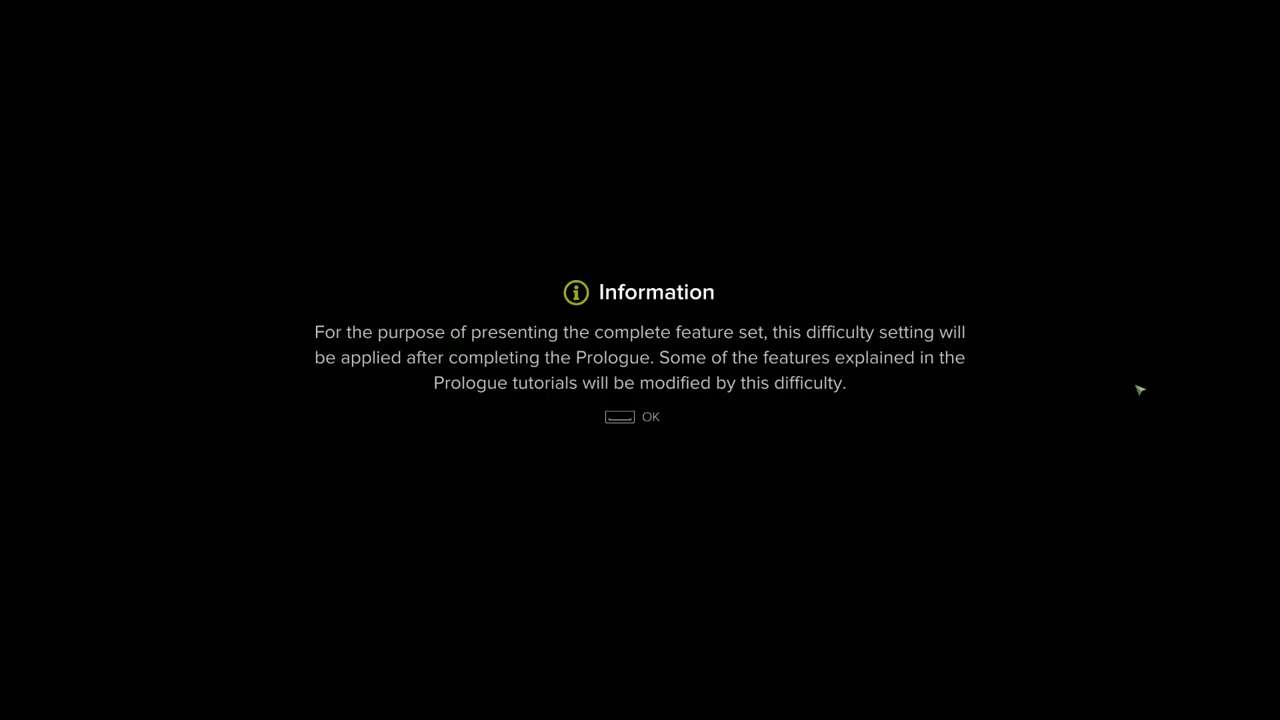 Information
For the purpose of presenting the complete feature set, this difficulty setting will
be applied after completing the Prologue. Some of the features explained in the
Prologue tutorials will be modified by this difficulty.
OK